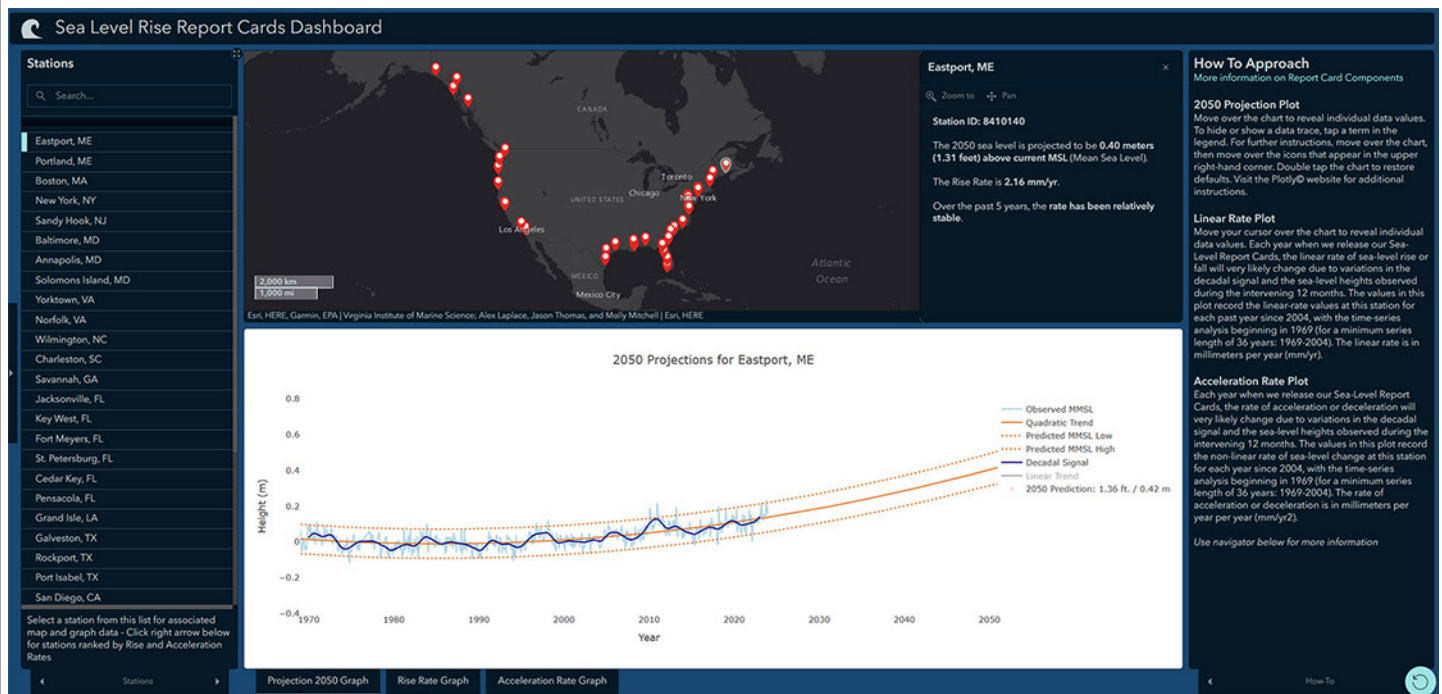 Sea Level Rise Report Cards Dashboard
Stations
Search...
Eastport, ME
Portland, ME
Boston, MA
New York, NY
Sandy Hook, NJ
Baltimore, MD
Annapolis, MD
Solomons Island, MD
Yorktown, VA
Norfolk, VA
Wilmington, NC
Charleston, SC
Savannah, GA
Jacksonville, FL
Key West, FL
Fort Meyers, FL
St. Petersburg, FL
Cedar Key, FL
Pensacola, FL
Grand Isle, LA
Galveston, TX
Rockport, TX
Port Isabel, TX
San Diego, CA
Select a station from this list for associated
map and graph data - Click right arrow below
for stations ranked by Rise and Acceleration
Rates
Stations
CANADA
Toronto
Chicago
New York
UNITED STATES
Los Angeles
Atlantic
Ocean
MÉXICO
Mexico City
2,000 km
1,000 mi
Esri, HERE, Garmin, EPA | Virginia Institute of Marine Science; Alex Laplace, Jason Thomas, and Molly Mitchell | Esri, HERE
Eastport, ME
×
Zoom to
Pan
Station ID: 8410140
The 2050 sea level is projected to be 0.40 meters
(1.31 feet) above current MSL (Mean Sea Level).
The Rise Rate is 2.16 mm/yr.
Over the past 5 years, the rate has been relatively
stable.
2050 Projections for Eastport, ME
0.8
0.6
0.4
0.2
0
−0.2
−0.4
Height (m)
1970
1980
1990
2000
2010
2020
2030
2040
2050
Year
Observed MMSL
Quadratic Trend
Predicted MMSL Low
Predicted MMSL High
Decadal Signal
Linear Trend
2050 Prediction: 1.36 ft. / 0.42 m
Projection 2050 Graph
Rise Rate Graph
Acceleration Rate Graph
How To Approach
More information on Report Card Components
2050 Projection Plot
Move over the chart to reveal individual data values.
To hide or show a data trace, tap a term in the
legend. For further instructions, move over the chart,
then move over the icons that appear in the upper
right-hand corner. Double tap the chart to restore
defaults. Visit the Plotly© website for additional
instructions.
Linear Rate Plot
Move your cursor over the chart to reveal individual
data values. Each year when we release our Sea-
Level Report Cards, the linear rate of sea-level rise or
fall will very likely change due to variations in the
decadal signal and the sea-level heights observed
during the intervening 12 months. The values in this
plot record the linear-rate values at this station for
each past year since 2004, with the time-series
analysis beginning in 1969 (for a minimum series
length of 36 years: 1969-2004). The linear rate is in
millimeters per year (mm/yr).
Acceleration Rate Plot
Each year when we release our Sea-Level Report
Cards, the rate of acceleration or deceleration will
very likely change due to variations in the decadal
signal and the sea-level heights observed during the
intervening 12 months. The values in this plot record
the non-linear rate of sea-level change at this station
for each year since 2004, with the time-series
analysis beginning in 1969 (for a minimum series
length of 36 years: 1969-2004). The rate of
acceleration or deceleration is in millimeters per
year per year (mm/yr2).
Use navigator below for more information
How-To